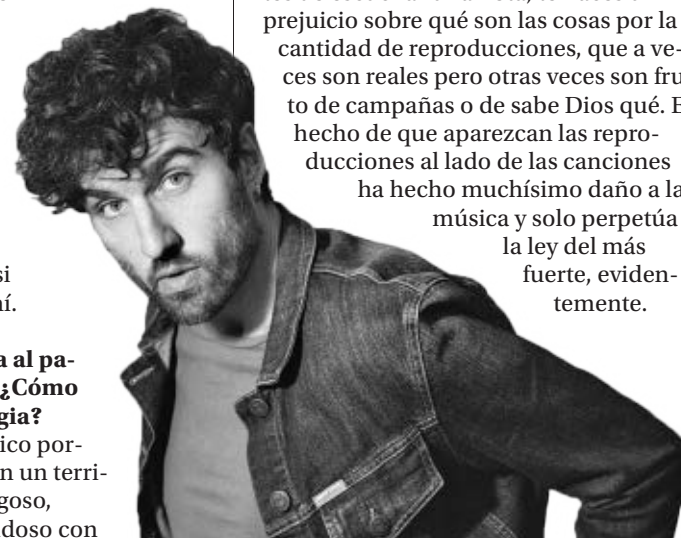 si
ní.
a al pa-
¿Cómo
gia?
ico por-
n un terri-
goso,
doso con
prejuicio sobre qué son las cosas por la
cantidad de reproducciones, que a ve-
ces son reales pero otras veces son fru
to de campañas o de sabe Dios qué. E
hecho de que aparezcan las repro-
ducciones al lado de las canciones
ha hecho muchísimo daño a la
música y solo perpetúa
la ley del más
fuerte, eviden-
temente.